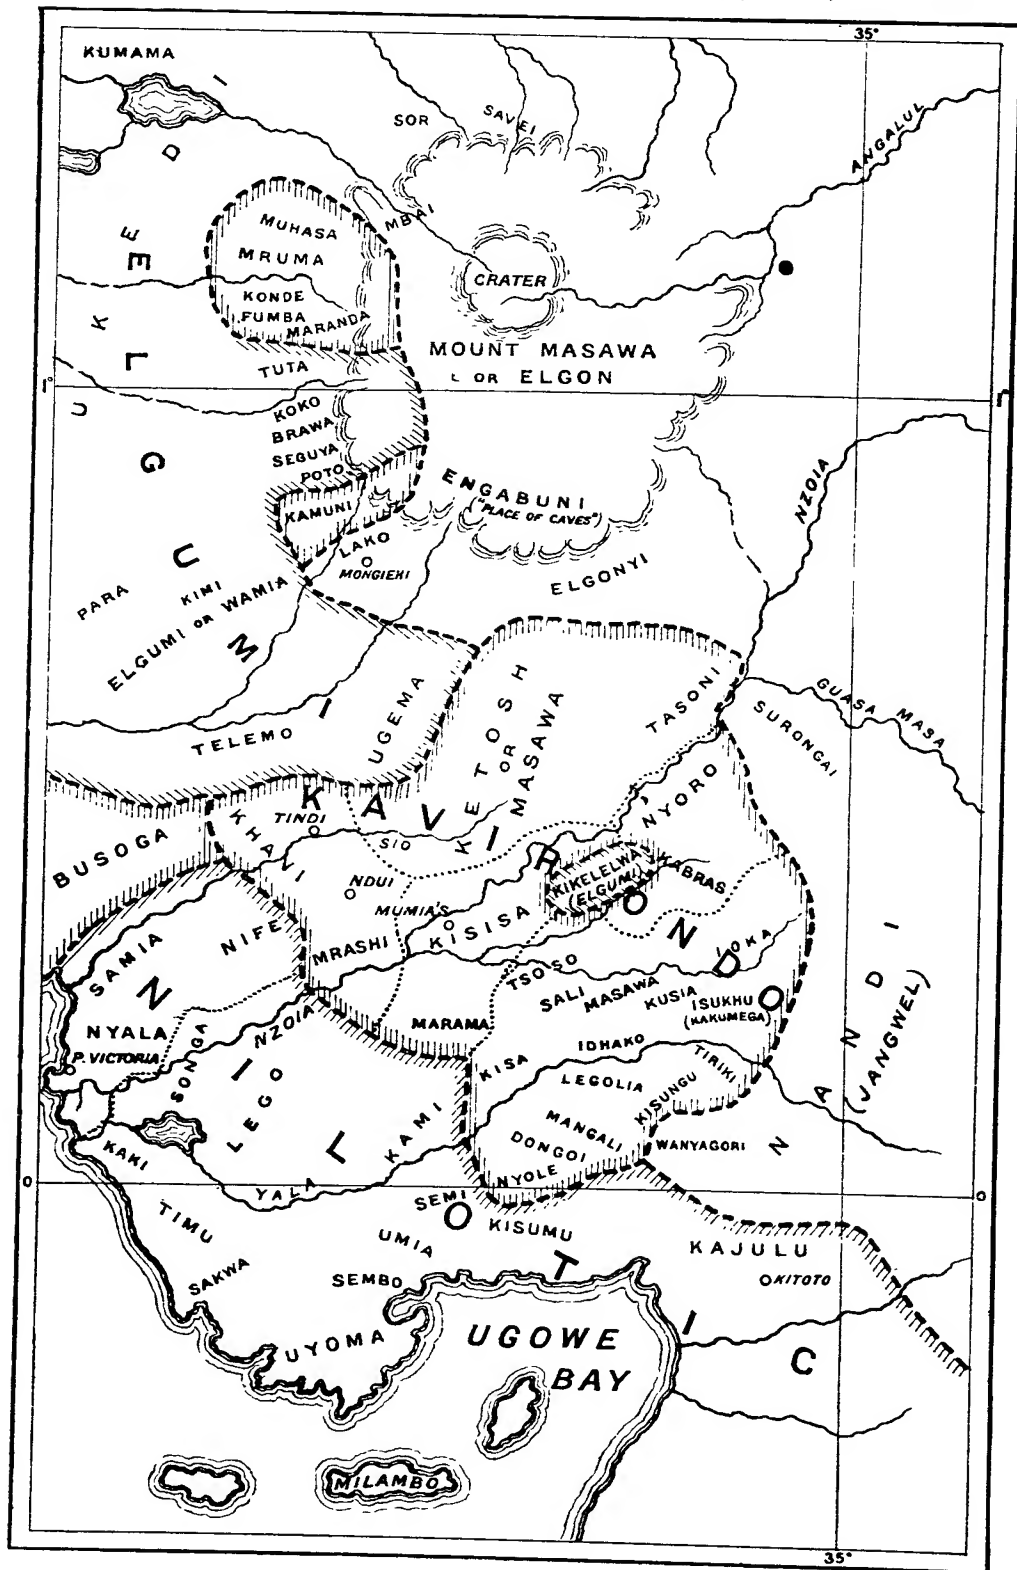 35°
KUMAMA
SOR
SAVEI
ANGALUL
MBAI
MUHASA
MRUMA
CRATER
KONDE
FUMBA
MARANDA
MOUNT MASAWA
OR ELGON
1°
TUTA
KOKO
BRAWA
SEGUYA
POTO
UKEDI
ELGUMI
NZOIA
ENGABUNI
("PLACE OF CAVES")
KAMUNI
LAKO
ELGONYI
PARA
KIMI
ELGUMI OR WAMIA
GUASA MASA
SURONGAI
TASONI
UGEMA
KETOSH
OR
MASAWA
TELEMO
NYORO
KAVIRONDO
TINDI
KHANI
SIO
BUSOGA
KIKELELWA
(ELGUMI)
KABRAS
NDUI
MUMIA'S
KISISA
NIFE
MRASHI
LOKA
SAMIA
TSOSO
SALI
MASAWA
KUSIA
ISUKHU
(KAKUMEGA)
NANDI
(JANGWEL)
NYALA
NZOIA
MARAMA
P. VICTORIA
SONGA
KISA
IDHAKO
TIRIKI
LEGOLIA
KISUNGU
LEGO
KAMI
MANGALI
DONGOI
WANYAGORI
KAKI
NYOLE
0
YALA
0
SEMI
NILOTIC
TIMU
KISUMU
UMIA
KAJULU
SAKWA
SEMBO
KITOTO
UYOMA
UGOWE
BAY
MILAMBO
35°